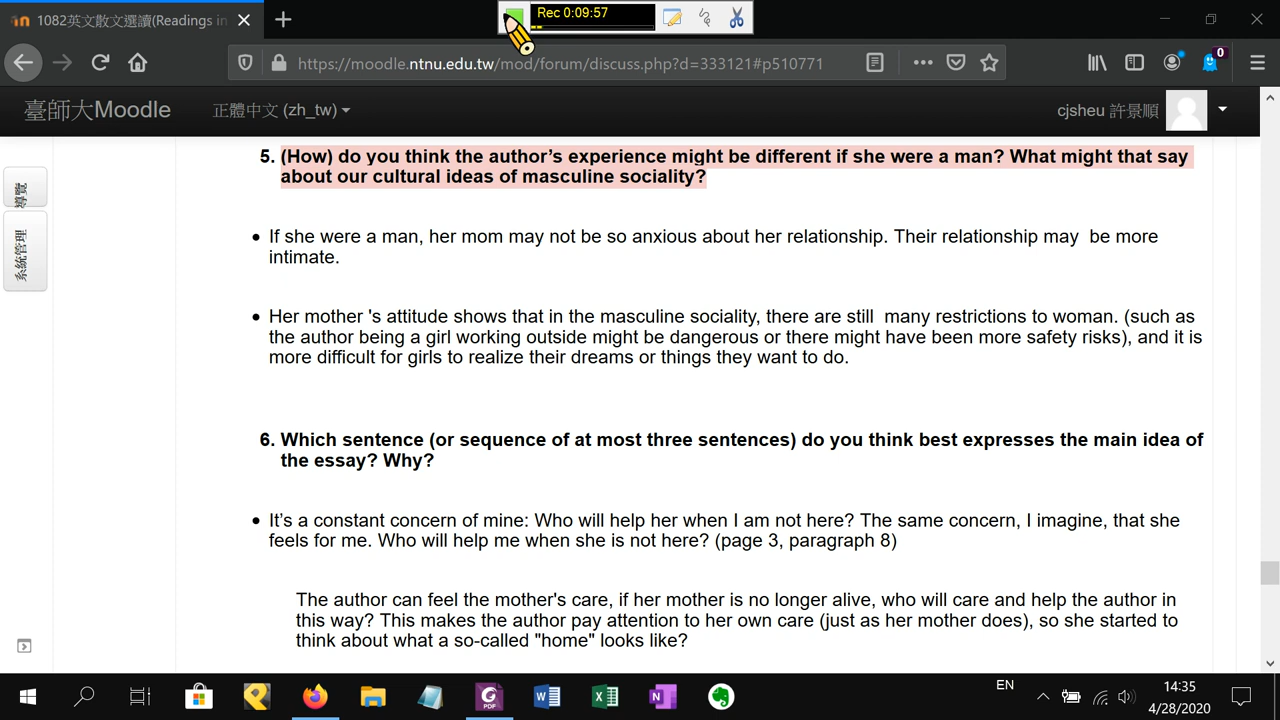 1082英文散文選讀(Readings in
Rec 0:09:57
https://moodle.ntnu.edu.tw/mod/forum/discuss.php?d=333121#p510771
0
臺師大Moodle
正體中文 (zh_tw)
cjsheu 許景順
導覽
系統管理
5. (How) do you think the author's experience might be different if she were a man? What might that say
about our cultural ideas of masculine sociality?
• If she were a man, her mom may not be so anxious about her relationship. Their relationship may  be more
intimate.
• Her mother 's attitude shows that in the masculine sociality, there are still  many restrictions to woman. (such as
the author being a girl working outside might be dangerous or there might have been more safety risks), and it is
more difficult for girls to realize their dreams or things they want to do.
6. Which sentence (or sequence of at most three sentences) do you think best expresses the main idea of
the essay? Why?
• It's a constant concern of mine: Who will help her when I am not here? The same concern, I imagine, that she
feels for me. Who will help me when she is not here? (page 3, paragraph 8)
The author can feel the mother's care, if her mother is no longer alive, who will care and help the author in
this way? This makes the author pay attention to her own care (just as her mother does), so she started to
think about what a so-called "home" looks like?
PDF
EN
14:35
4/28/2020